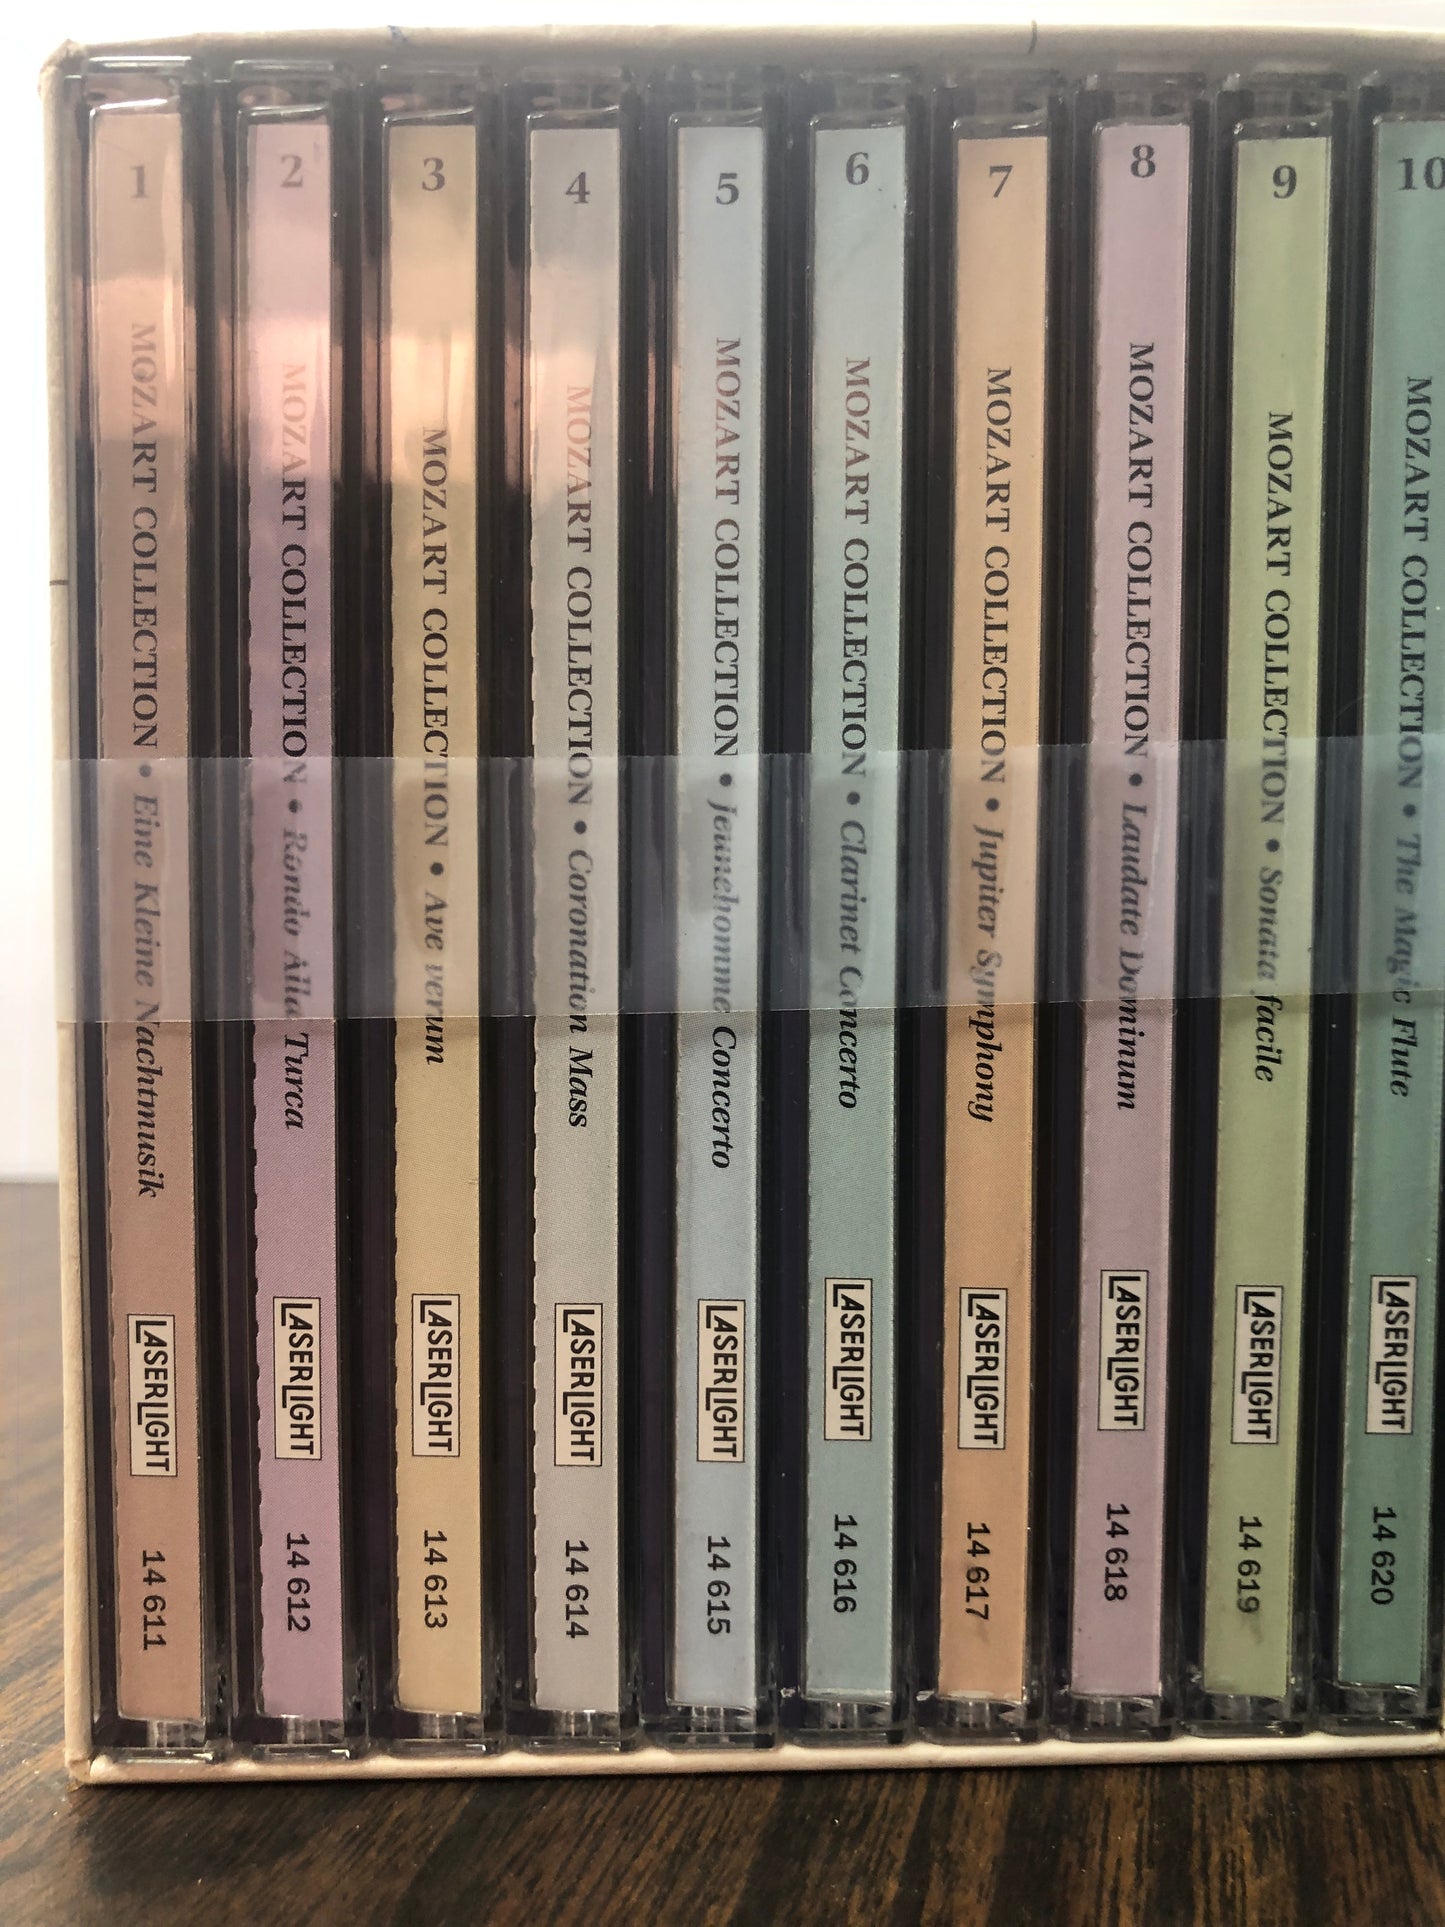 1
MOZART COLLECTION • Eine Kleine Nachtmusik
LASERLIGHT
14 611
2
MOZART COLLECTION • Rondo Alla Turca
LASERLIGHT
14 612
3
MOZART COLLECTION • Ave verum
LASERLIGHT
14 613
4
MOZART COLLECTION • Coronation Mass
LASERLIGHT
14 614
5
MOZART COLLECTION • Jeunehomme Concerto
LASERLIGHT
14 615
6
MOZART COLLECTION • Clarinet Concerto
LASERLIGHT
14 616
7
MOZART COLLECTION • Jupiter Symphony
LASERLIGHT
14 617
8
MOZART COLLECTION • Laudate Dominum
LASERLIGHT
14 618
9
MOZART COLLECTION • Sonata facile
LASERLIGHT
14 619
10
MOZART COLLECTION • The Magic Flute
LASERLIGHT
14 620